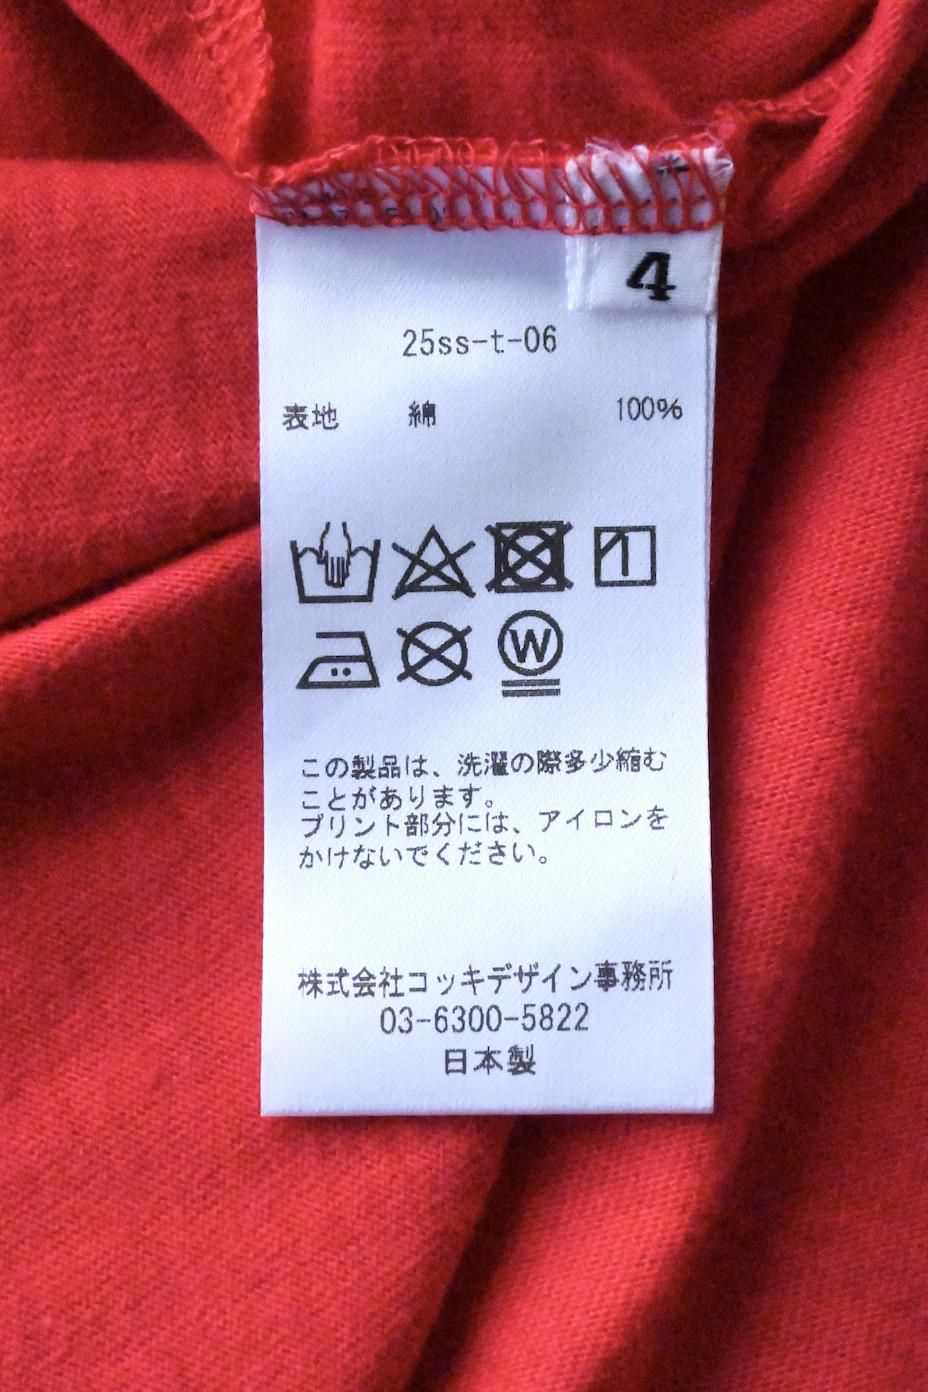 4
25ss-t-06
表地 綿 100%
W
この製品は、洗濯の際多少縮む
ことがあります。
プリント部分には、アイロンを
かけないでください。
株式会社コッキデザイン事務所
03-6300-5822
日本製